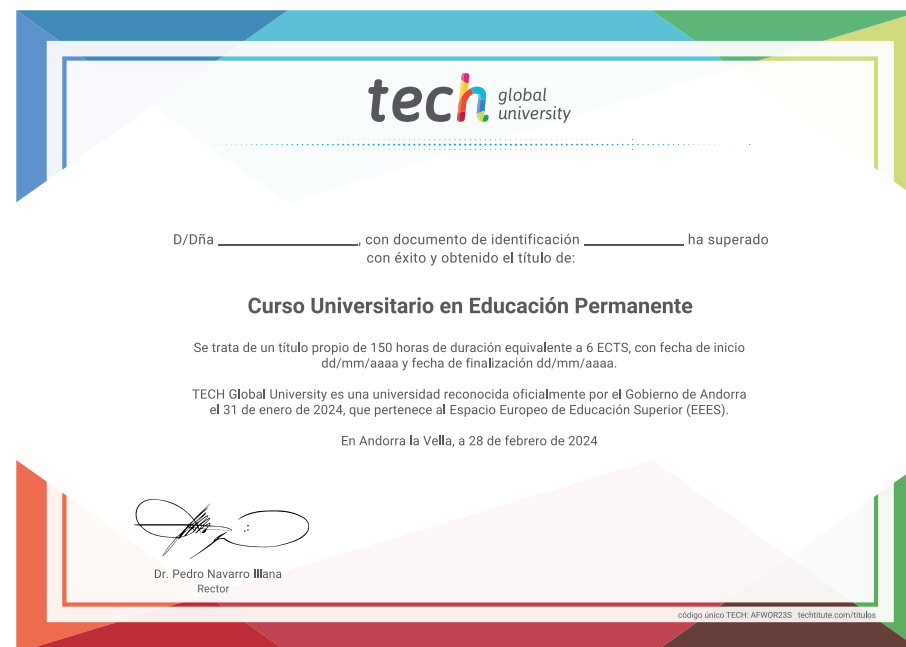 tech global university
D/Dña ____________, con documento de identificación ____________ ha superado
con éxito y obtenido el título de:
Curso Universitario en Educación Permanente
Se trata de un título propio de 150 horas de duración equivalente a 6 ECTS, con fecha de inicio
dd/mm/aaaa y fecha de finalización dd/mm/aaaa.
TECH Global University es una universidad reconocida oficialmente por el Gobierno de Andorra
el 31 de enero de 2024, que pertenece al Espacio Europeo de Educación Superior (EEES).
En Andorra la Vella, a 28 de febrero de 2024
Dr. Pedro Navarro Illana
Rector
código único TECH: AFWOR23S techtitute.com/titulos